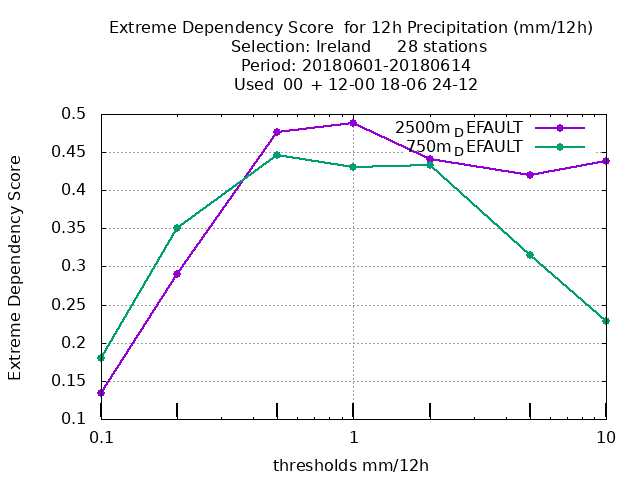 Extreme Dependency Score  for 12h Precipitation (mm/12h)
Selection: Ireland     28 stations
Period: 20180601-20180614
Used  00  + 12-00 18-06 24-12
2500m_DEFAULT
750m_DEFAULT
0.5
0.45
0.4
0.35
0.3
0.25
0.2
0.15
0.1
Extreme Dependency Score
0.1 1 10
thresholds mm/12h